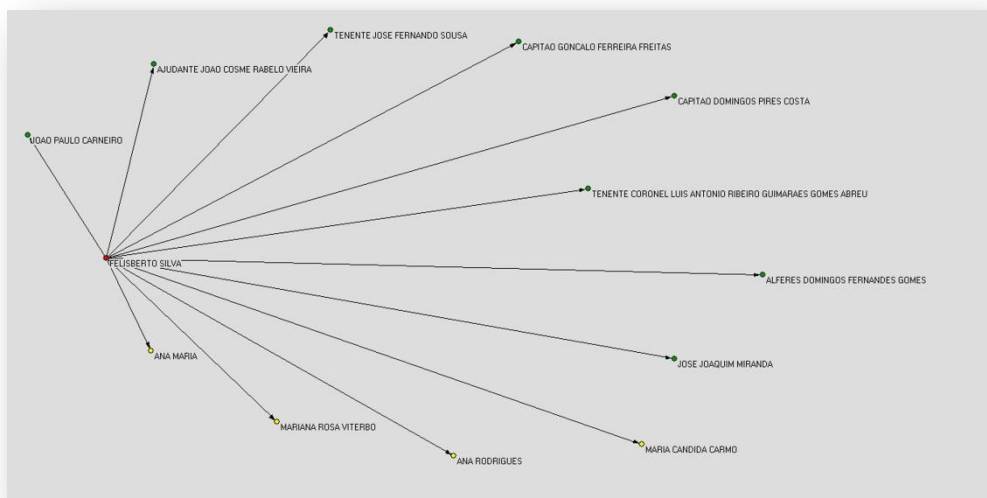 TENENTE JOSE FERNANDO SOUSA
CAPITAO GONCALO FERREIRA FREITAS
AJUDANTE JOAO COSME RABELO VIEIRA
CAPITAO DOMINGOS PIRES COSTA
JOAO PAULO CARNEIRO
TENENTE CORONEL LUIS ANTONIO RIBEIRO GUIMARAES GOMES ABREU
FELISBERTO SILVA
ALFERES DOMINGOS FERNANDES GOMES
ANA MARIA
JOSE JOAQUIM MIRANDA
MARIANA ROSA VITERBO
MARIA CANDIDA CARMO
ANA RODRIGUES